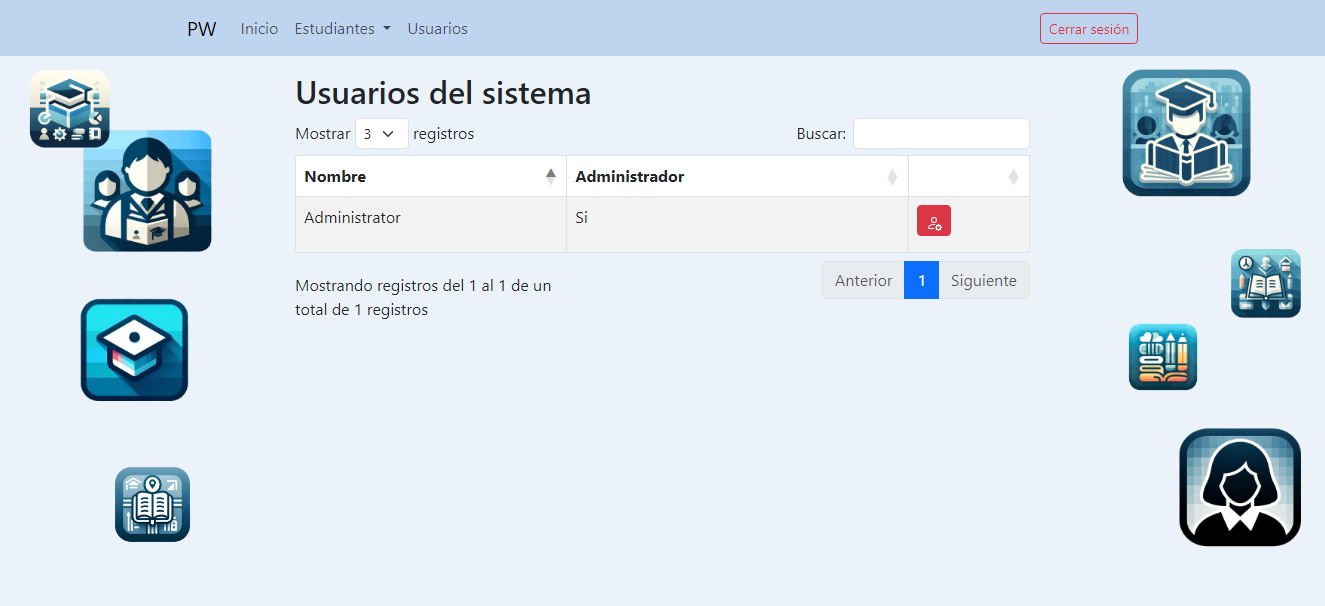 PW Inicio Estudiantes Usuarios Cerrar sesión
Usuarios del sistema
Mostrar 3 registros Buscar:
Nombre Administrador
Administrator Si
Anterior 1 Siguiente
Mostrando registros del 1 al 1 de un
total de 1 registros